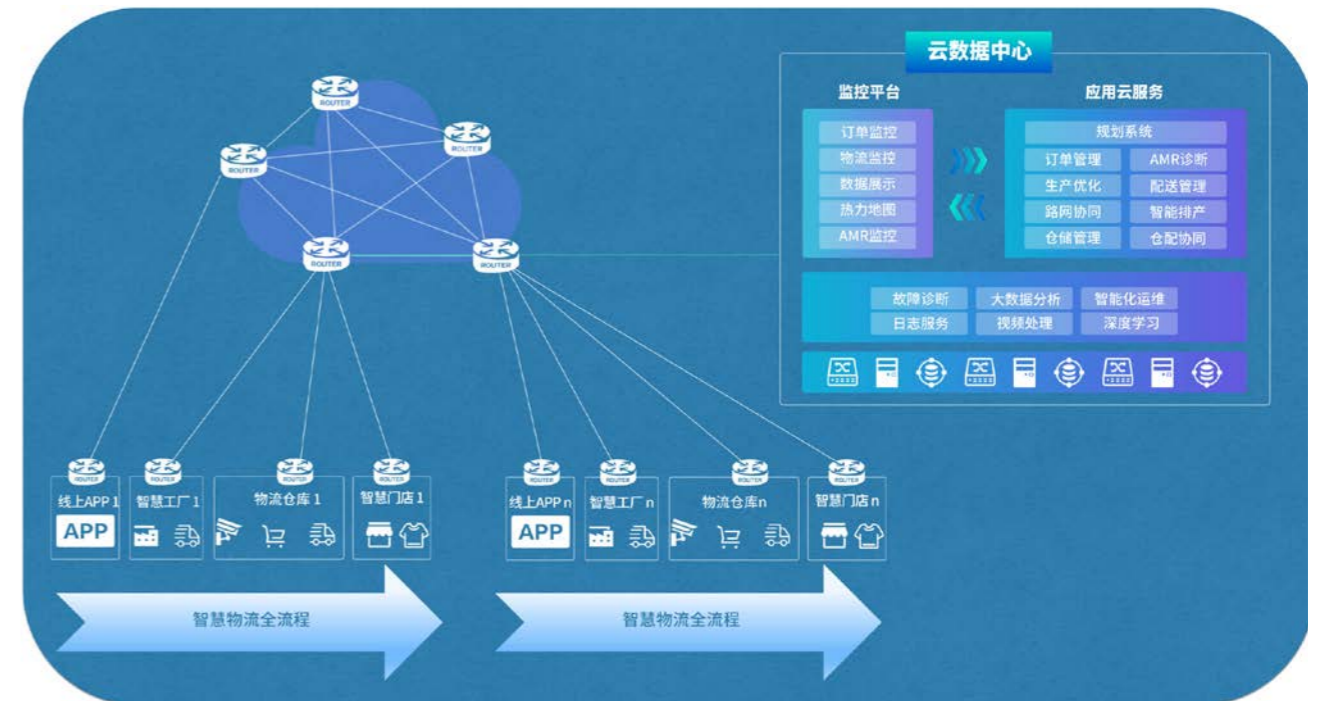 云数据中心
监控平台
应用云服务
订单监控
物流监控
数据展示
热力地图
AMR监控
规划系统
订单管理 AMR诊断
生产优化 配送管理
路网协同 智能排产
仓储管理 仓配协同
故障诊断 大数据分析 智能化运维
日志服务 视频处理 深度学习
ROUTER
ROUTER
ROUTER
ROUTER
ROUTER
ROUTER ROUTER ROUTER ROUTER ROUTER ROUTER ROUTER ROUTER
线上APP 1 智慧工厂 1 物流仓库 1 智慧门店 1 线上APP n 智慧工厂 n 物流仓库n 智慧门店 n
APP APP
智慧物流全流程 智慧物流全流程